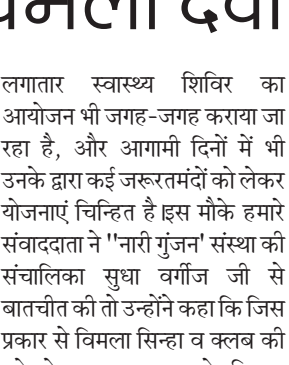 विमला देवी
लगातार स्वास्थ्य शिविर का
आयोजन भी जगह-जगह कराया जा
रहा है, और आगामी दिनों में भी
उनके द्वारा कई जरूरतमंदों को लेकर
योजनाएं चिन्हित है।इस मौके हमारे
संवाददाता ने ''नारी गुंजन' संस्था की
संचालिका सुधा वर्गीज जी से
बातचीत की तो उन्होंने कहा कि जिस
प्रकार से विमला सिन्हा व क्लब की